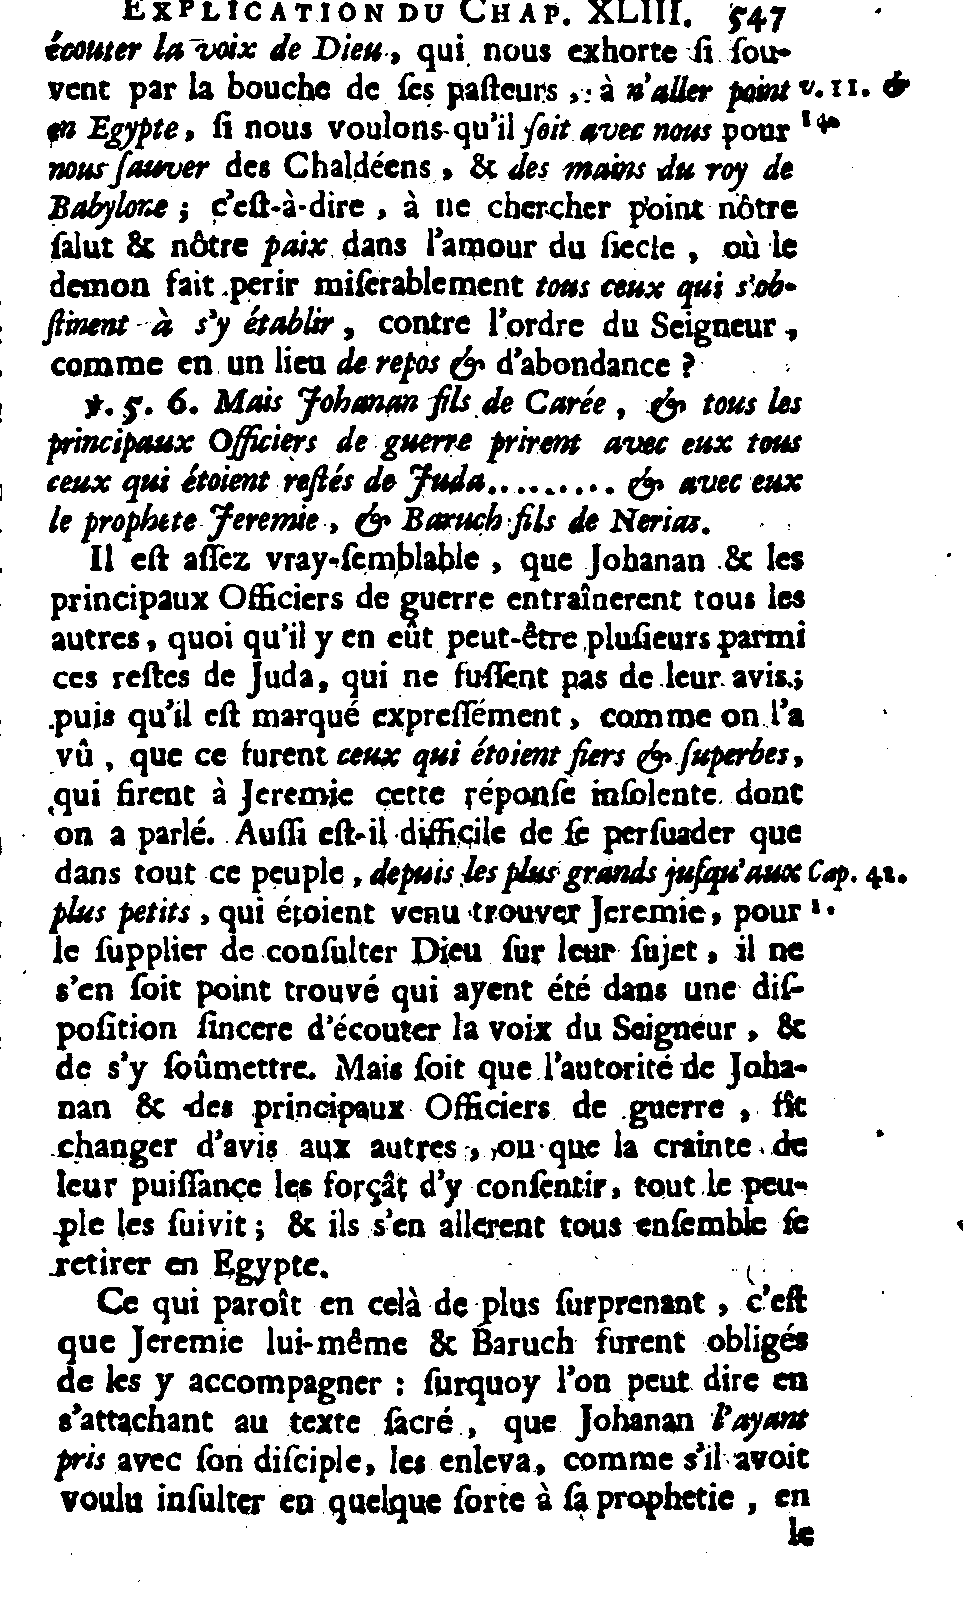 EXPLICATION DU CHAP. XLIII. 547
écouter la voix de Dieu, qui nous exhorte ſi ſou-
vent par la bouche de ſes paſteurs, à n'aller point v. 11. &
en Egypte, ſi nous voulons qu'il ſoit avec nous pour 14.
nous ſauver des Chaldéens, & des mains du roy de
Babylone; c'eſt-à-dire, à ne chercher point nôtre
ſalut & nôtre paix dans l'amour du ſiecle, où le
demon fait perir miſerablement tous ceux qui s'ob-
ſtinent à s'y établir, contre l'ordre du Seigneur,
comme en un lieu de repos & d'abondance ?
℣. 5. 6. Mais Johanan fils de Carée, & tous les
principaux Officiers de guerre prirent avec eux tous
ceux qui étoient reſtés de Juda......... & avec eux
le prophete Jeremie, & Baruch fils de Nerias.
Il eſt aſſez vray-ſemblable, que Johanan & les
principaux Officiers de guerre entraînerent tous les
autres, quoi qu'il y en eût peut-être pluſieurs parmi
ces reſtes de Juda, qui ne fuſſent pas de leur avis;
puis qu'il eſt marqué expreſſément, comme on l'a
vû, que ce furent ceux qui étoient fiers & ſuperbes,
qui firent à Jeremie cette réponſe inſolente dont
on a parlé. Auſſi eſt-il difficile de ſe perſuader que
dans tout ce peuple, depuis les plus grands juſqu'aux Cap. 42.
plus petits, qui étoient venu trouver Jeremie, pour 1.
le ſupplier de conſulter Dieu ſur leur ſujet, il ne
s'en ſoit point trouvé qui ayent été dans une diſ-
poſition ſincere d'écouter la voix du Seigneur, &
de s'y ſoûmettre. Mais ſoit que l'autorité de Joha-
nan & des principaux Officiers de guerre, fît
changer d'avis aux autres, ou que la crainte de
leur puiſſance les forçât d'y conſentir, tout le peu-
ple les ſuivit; & ils s'en allerent tous enſemble ſe
retirer en Egypte.
Ce qui paroît en celà de plus ſurprenant, c'eſt
que Jeremie lui-même & Baruch furent obligés
de les y accompagner : ſurquoy l'on peut dire en
s'attachant au texte ſacré, que Johanan l'ayant
pris avec ſon diſciple, les enleva, comme s'il avoit
voulu inſulter en quelque ſorte à ſa prophetie, en
le